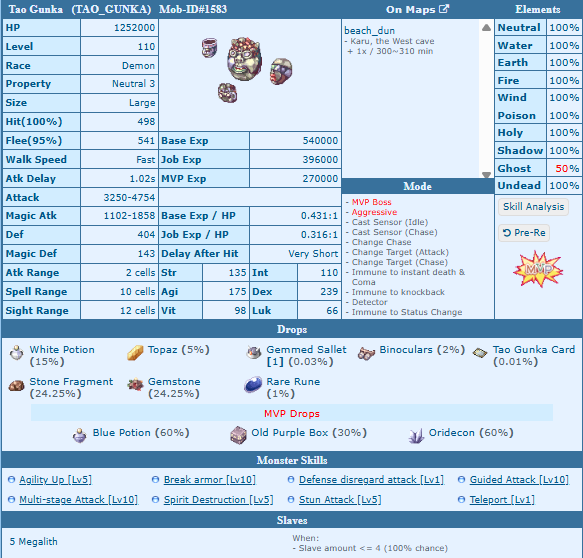 Tao Gunka (TAO_GUNKA) Mob-ID#1583
HP 1252000
Level 110
Race Demon
Property Neutral 3
Size Large
Hit(100%) 498
Flee(95%) 541
Walk Speed Fast
Atk Delay 1.02s
Attack 3250-4754
Magic Atk 1102-1858
Def 404
Magic Def 143
Atk Range 2 cells
Spell Range 10 cells
Sight Range 12 cells
Base Exp 540000
Job Exp 396000
MVP Exp 270000
Base Exp / HP 0.431:1
Job Exp / HP 0.316:1
Delay After Hit Very Short
Str 135 Int 110
Agi 175 Dex 239
Vit 98 Luk 66
On Maps
beach_dun
- Karu, the West cave
+ 1x / 300~310 min
Mode
- MVP Boss
- Aggressive
- Cast Sensor (Idle)
- Cast Sensor (Chase)
- Change Chase
- Change Target (Attack)
- Change Target (Chase)
- Immune to instant death &
Coma
- Immune to knockback
- Detector
- Immune to Status Change
Elements
Neutral 100%
Water 100%
Earth 100%
Fire 100%
Wind 100%
Poison 100%
Holy 100%
Shadow 100%
Ghost 50%
Undead 100%
Skill Analysis
Pre-Re
MVP
Drops
White Potion (15%)
Topaz (5%)
Gemmed Sallet [1] (0.03%)
Binoculars (2%)
Tao Gunka Card (0.01%)
Stone Fragment (24.25%)
Gemstone (24.25%)
Rare Rune (1%)
MVP Drops
Blue Potion (60%)
Old Purple Box (30%)
Oridecon (60%)
Monster Skills
Agility Up [Lv5]
Break armor [Lv10]
Defense disregard attack [Lv1]
Guided Attack [Lv10]
Multi-stage Attack [Lv10]
Spirit Destruction [Lv5]
Stun Attack [Lv5]
Teleport [Lv1]
Slaves
5 Megalith
When:
- Slave amount <= 4 (100% chance)